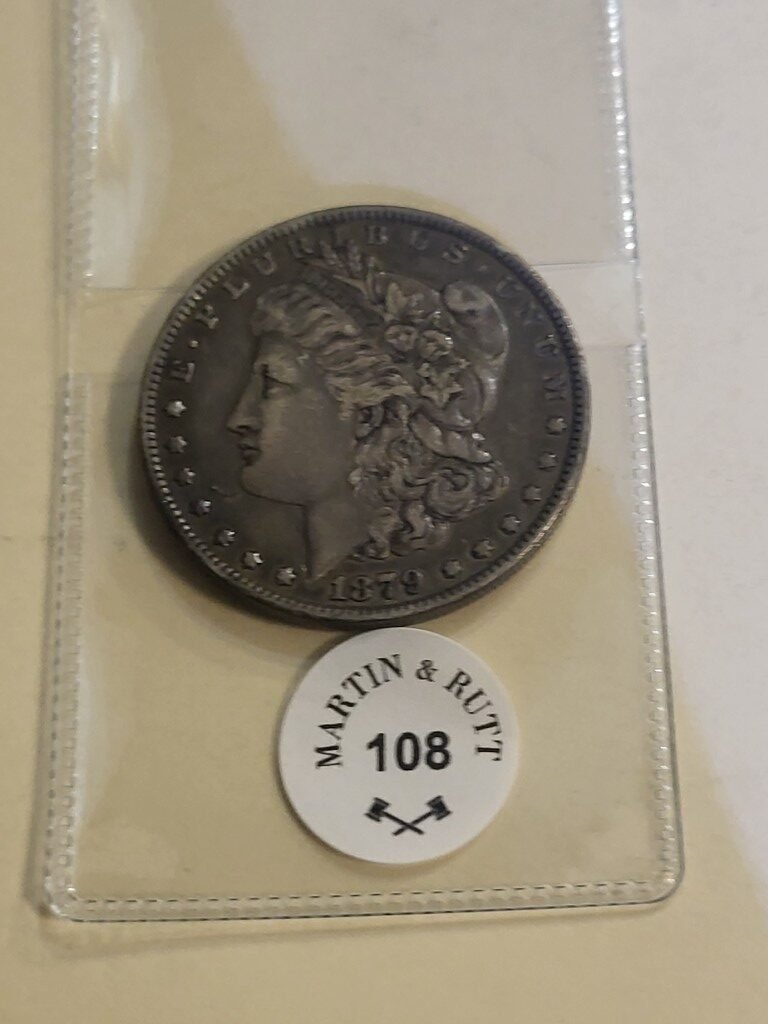 E·PLURIBUS·UNUM
1879
MARTIN & RUTT
108